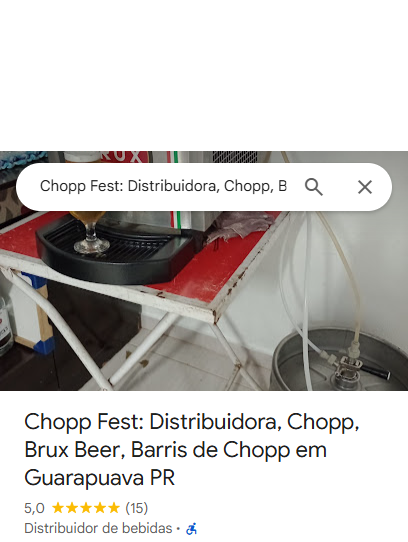 RUX
Chopp Fest: Distribuidora, Chopp, B
Chopp Fest: Distribuidora, Chopp,
Brux Beer, Barris de Chopp em
Guarapuava PR
5,0 ★★★★★ (15)
Distribuidor de bebidas ·